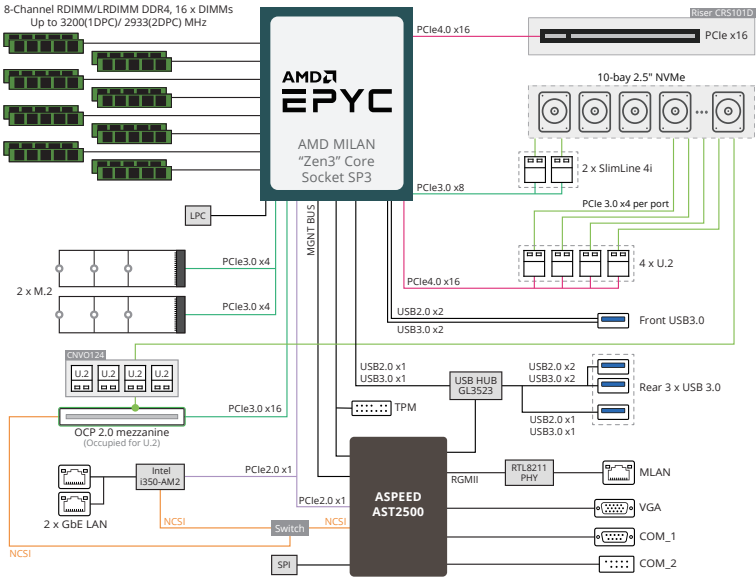 8-Channel RDIMM/LRDIMM DDR4, 16 x DIMMs
Up to 3200(1DPC)/ 2933(2DPC) MHz
AMD
EPYC
AMD MILAN
“Zen3” Core
Socket SP3
PCIe4.0 x16
Riser CRS101D
PCIe x16
10-bay 2.5" NVMe
2 x SlimLine 4i
PCIe3.0 x8
PCIe 3.0 x4 per port
LPC
MGNT BUS
4 x U.2
PCIe4.0 x16
PCIe3.0 x4
2 x M.2
PCIe3.0 x4
USB2.0 x2
USB3.0 x2
Front USB3.0
CNVO124
U.2
U.2
U.2
U.2
USB2.0 x1
USB3.0 x1
USB HUB
GL3523
USB2.0 x2
USB3.0 x2
Rear 3 x USB 3.0
USB2.0 x1
USB3.0 x1
PCIe3.0 x16
TPM
OCP 2.0 mezzanine
(Occupied for U.2)
Intel
i350-AM2
PCIe2.0 x1
2 x GbE LAN
PCIe2.0 x1
ASPEED
AST2500
RGMII
RTL8211
PHY
MLAN
VGA
NCSI
Switch
NCSI
COM_1
NCSI
SPI
COM_2